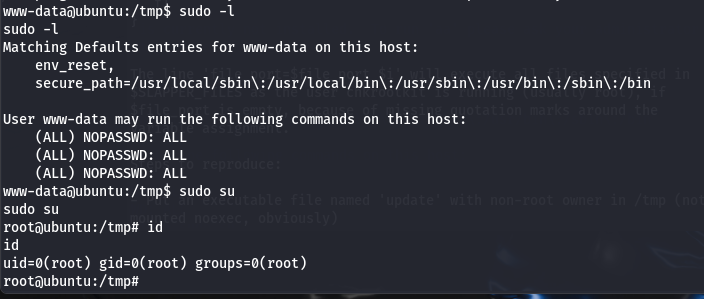 www-data@ubuntu:/tmp$ sudo -l
sudo -l
Matching Defaults entries for www-data on this host:
    env_reset,
    secure_path=/usr/local/sbin\:/usr/local/bin\:/usr/sbin\:/usr/bin\:/sbin\:/bin
User www-data may run the following commands on this host:
    (ALL) NOPASSWD: ALL
    (ALL) NOPASSWD: ALL
    (ALL) NOPASSWD: ALL
www-data@ubuntu:/tmp$ sudo su
sudo su
root@ubuntu:/tmp# id
id
uid=0(root) gid=0(root) groups=0(root)
root@ubuntu:/tmp#